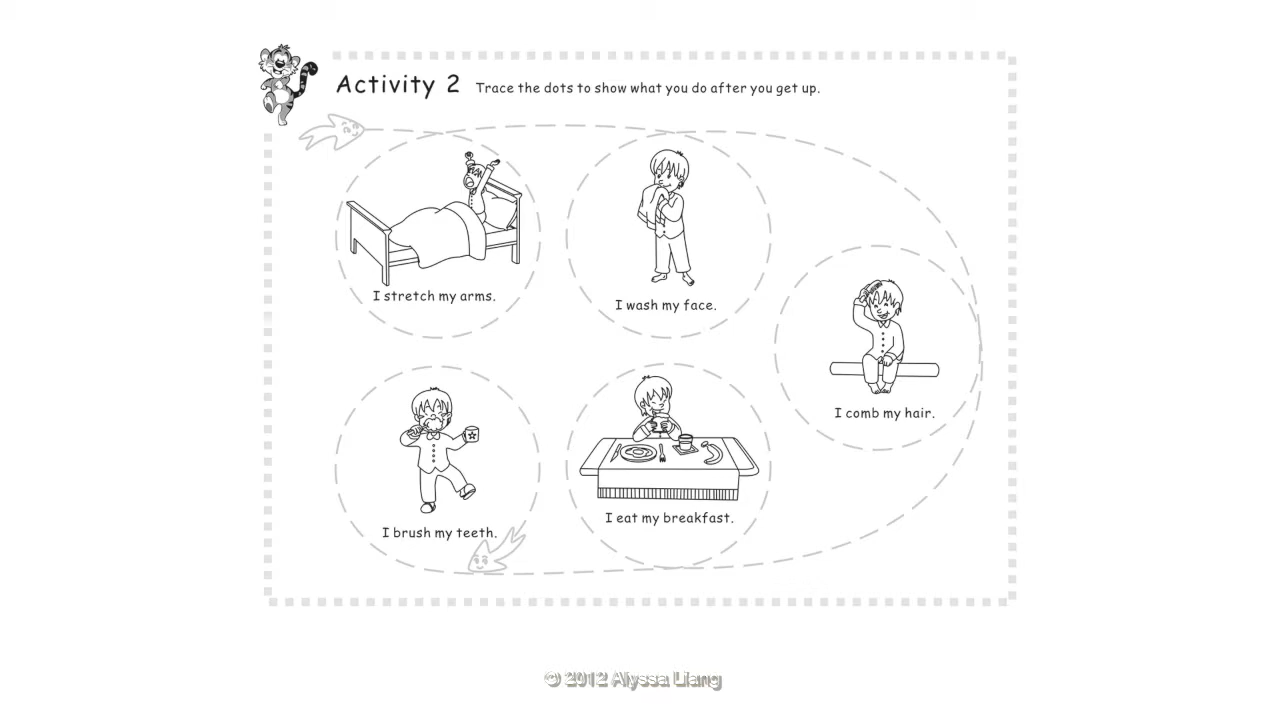 Activity 2 Trace the dots to show what you do after you get up.
I stretch my arms.
I wash my face.
I comb my hair.
I eat my breakfast.
I brush my teeth.
© 2012 Alyssa Liang